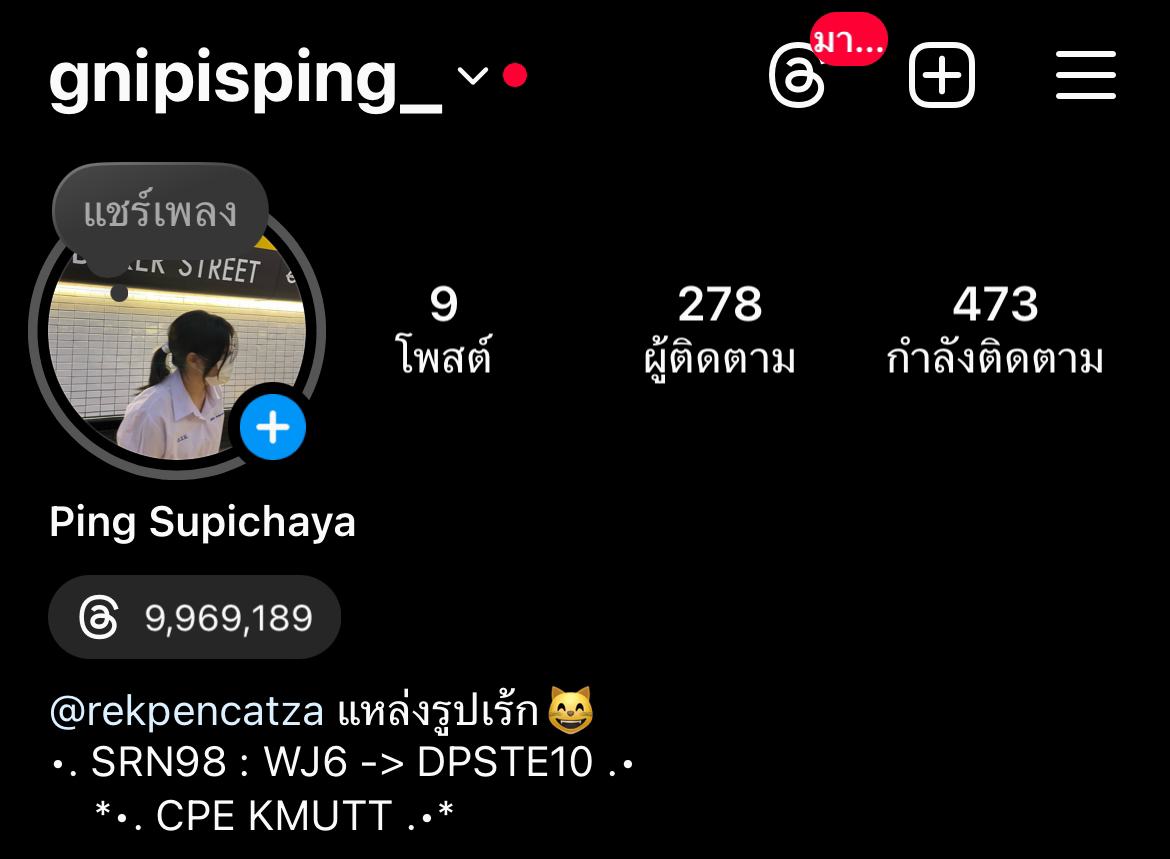 gnipisping_
มา...
แชร์เพลง
STREET
9
โพสต์
278
ผู้ติดตาม
473
กำลังติดตาม
Ping Supichaya
9,969,189
@rekpencatza แหล่งรูปเร้ก😸
•. SRN98 : WJ6 -> DPSTE10 .•
*•. CPE KMUTT .•*